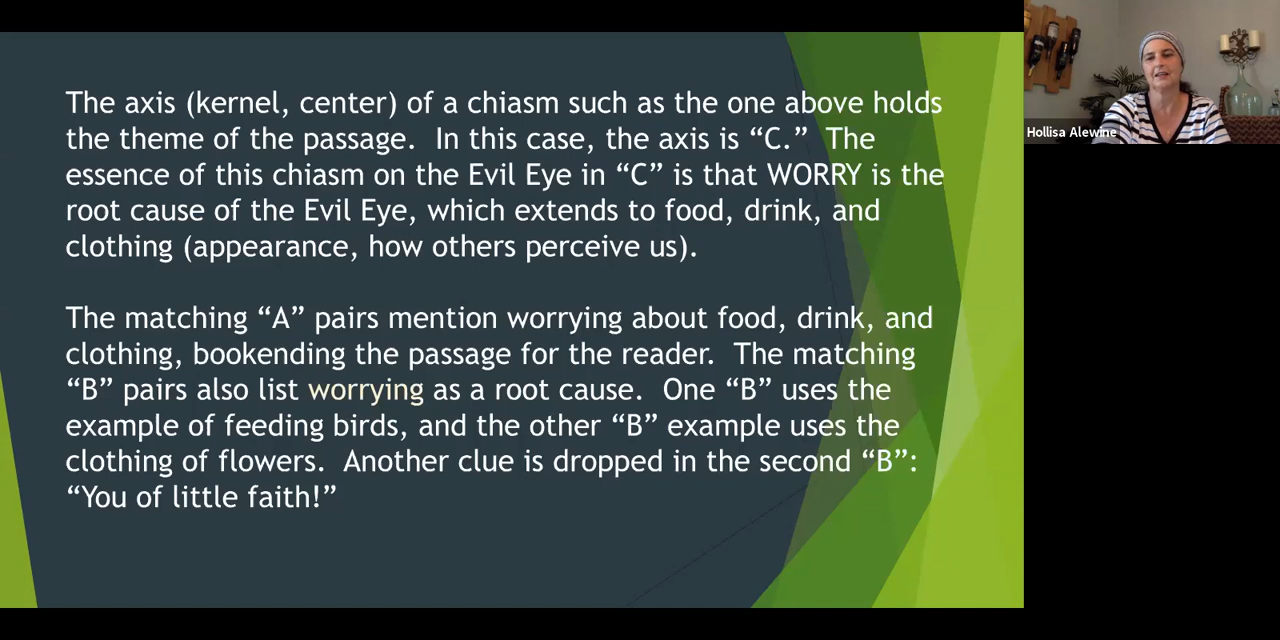 The axis (kernel, center) of a chiasm such as the one above holds
the theme of the passage.  In this case, the axis is “C.”  The
essence of this chiasm on the Evil Eye in “C” is that WORRY is the
root cause of the Evil Eye, which extends to food, drink, and
clothing (appearance, how others perceive us).
The matching “A” pairs mention worrying about food, drink, and
clothing, bookending the passage for the reader.  The matching
“B” pairs also list worrying as a root cause.  One “B” uses the
example of feeding birds, and the other “B” example uses the
clothing of flowers.  Another clue is dropped in the second “B”:
“You of little faith!”
Hollisa Alewine